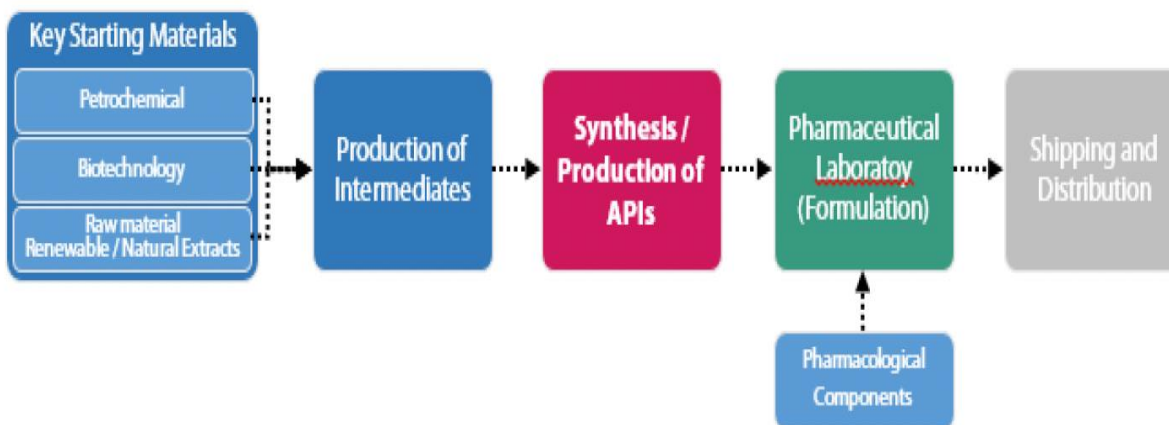 Key Starting Materials
Petrochemical
Biotechnology
Raw material
Renewable / Natural Extracts
Production of
Intermediates
Synthesis /
Production of
APIs
Pharmaceutical
Laboratoy
(Formulation)
Shipping and
Distribution
Pharmacological
Components